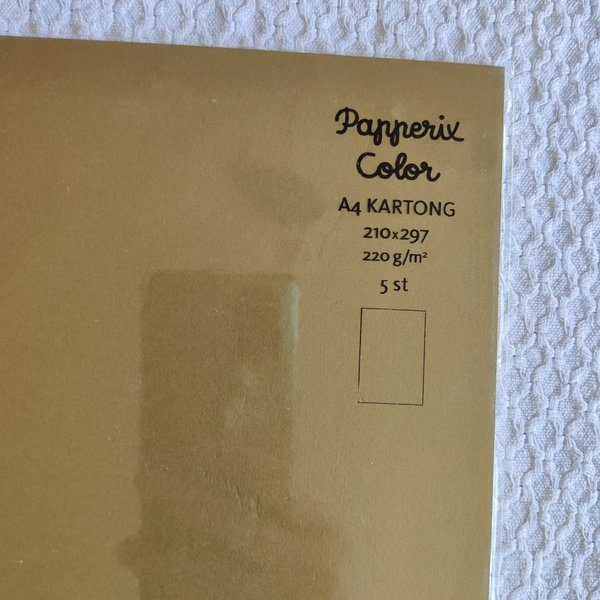 Papperix
Color
A4 KARTONG
210x297
220 g/m²
5 st